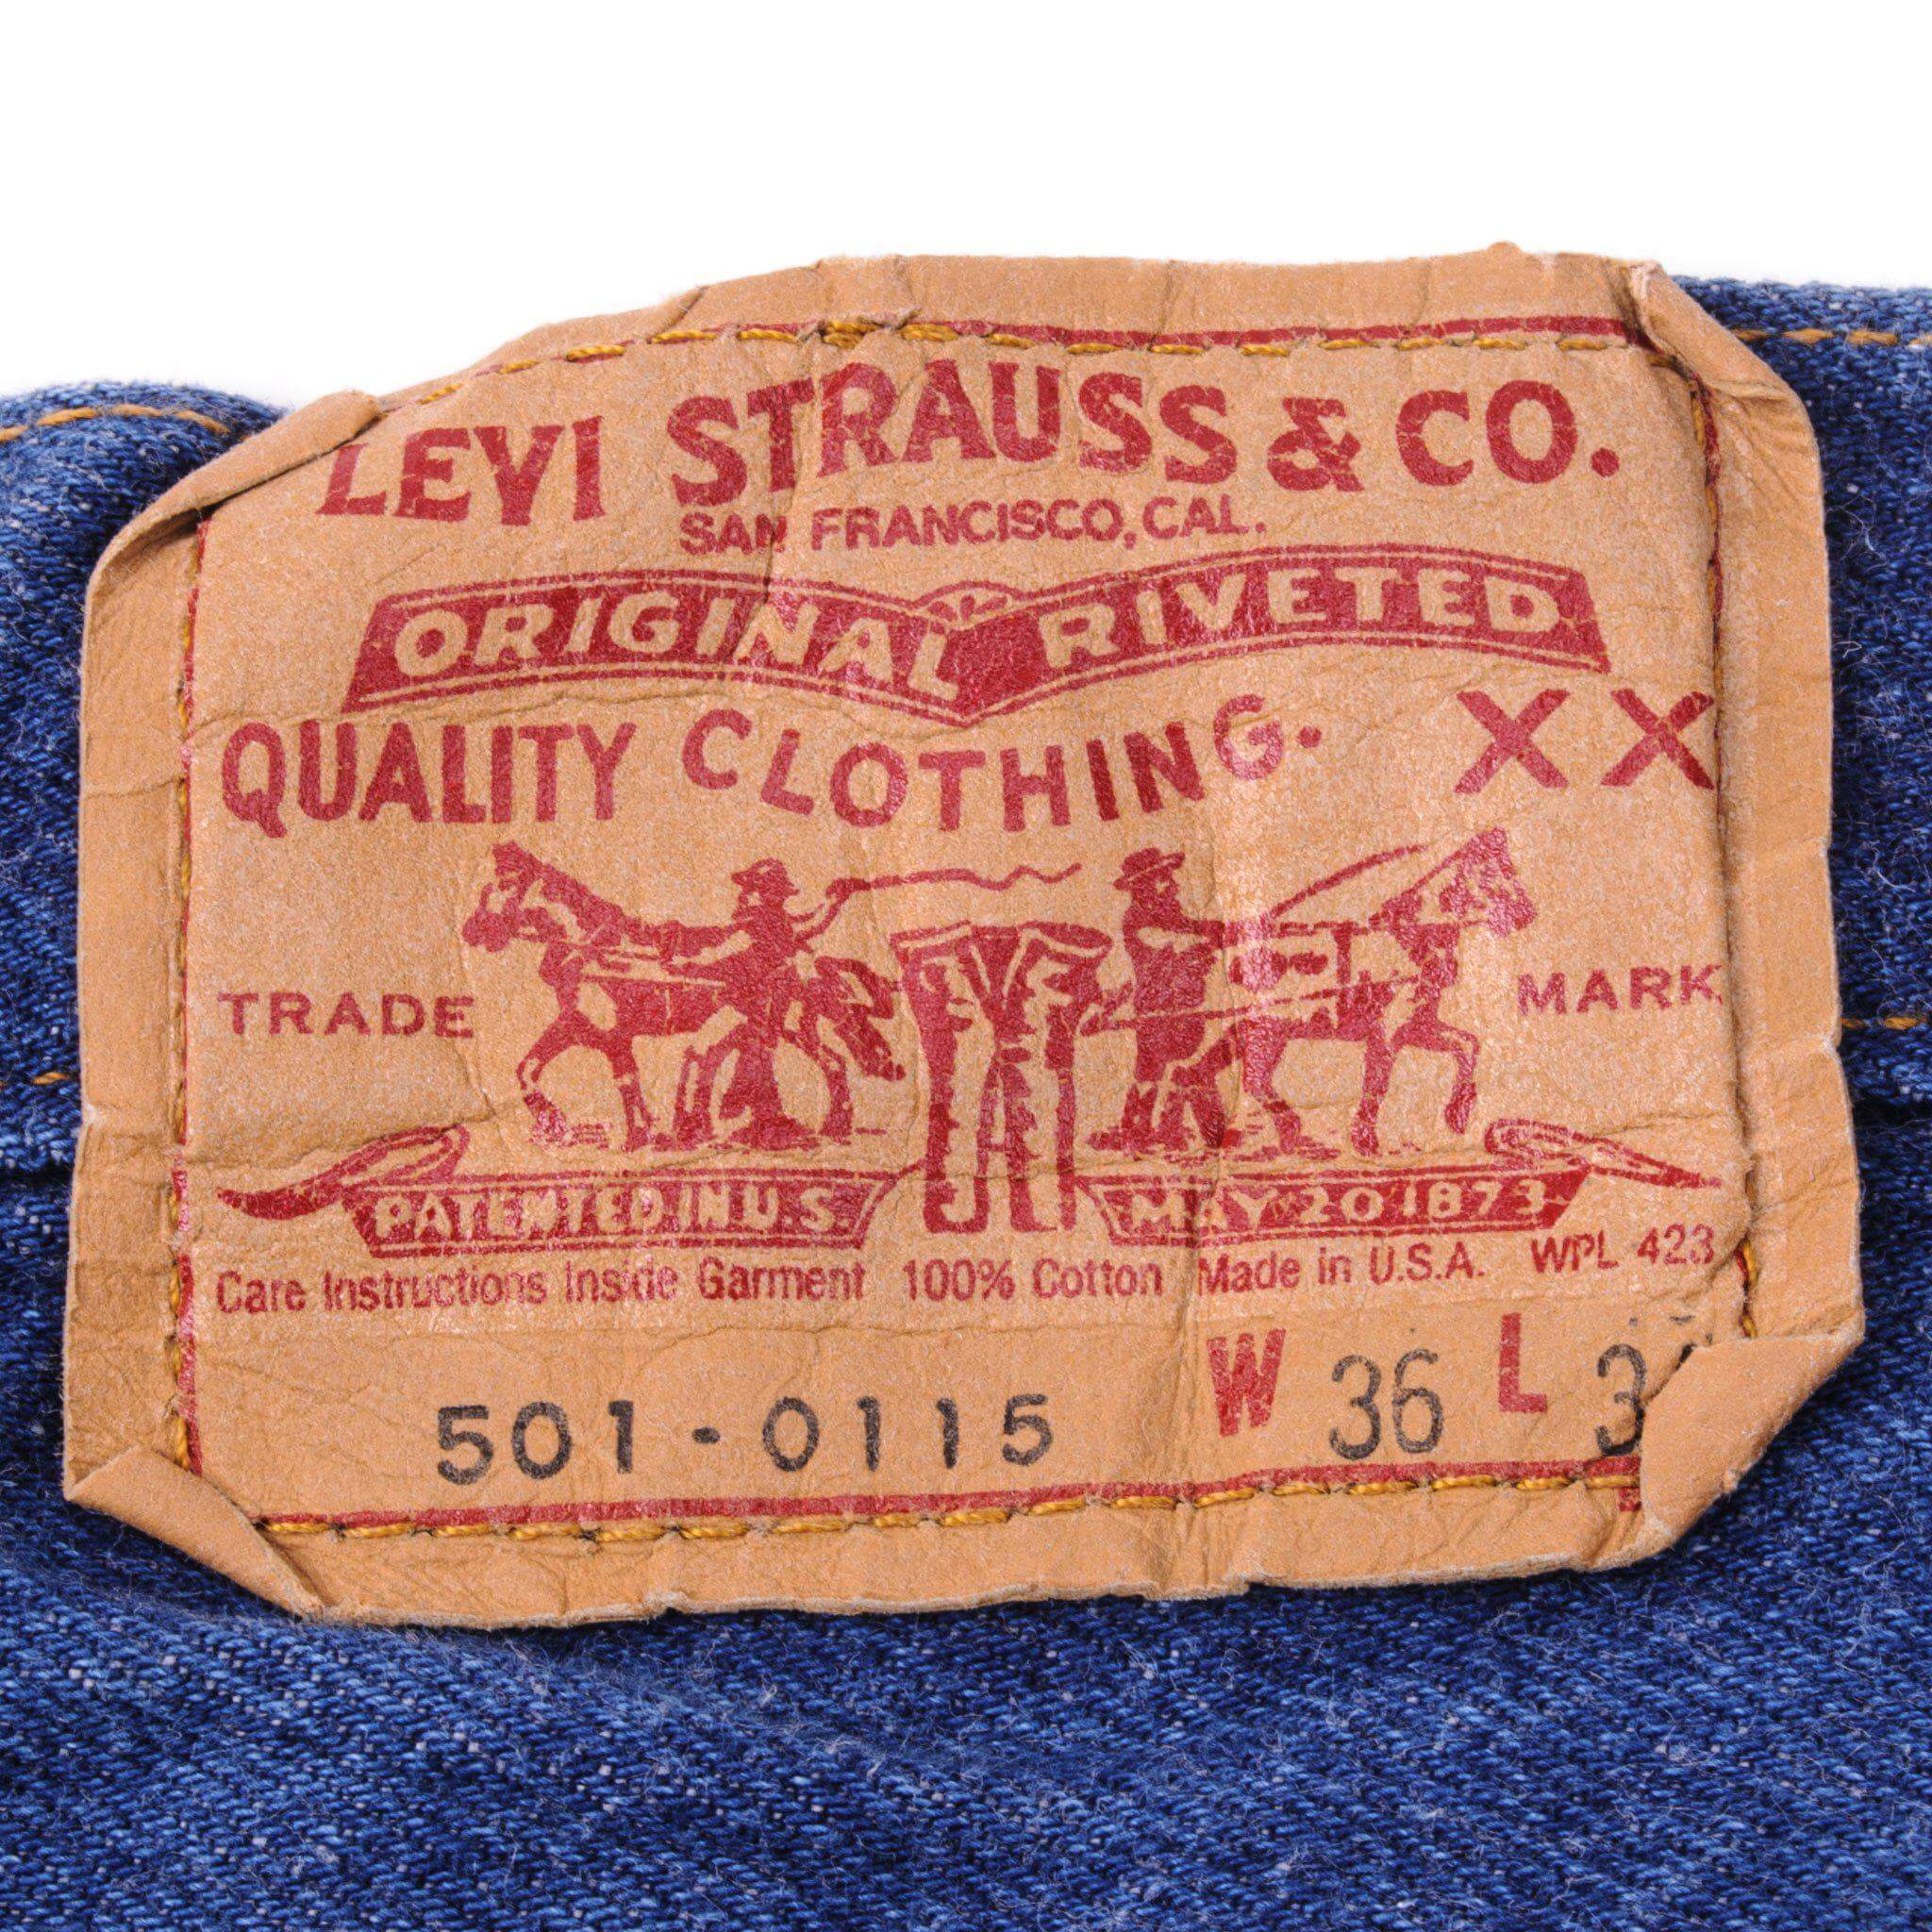 LEVI STRAUSS & CO.
SAN FRANCISCO, CAL.
ORIGINAL RIVETED
QUALITY CLOTHING. XX
TRADE MARK
PATENTED IN U.S. MAY 20 1873
Care Instructions Inside Garment 100% Cotton Made in U.S.A. WPL 423
501-0115 W 36 L